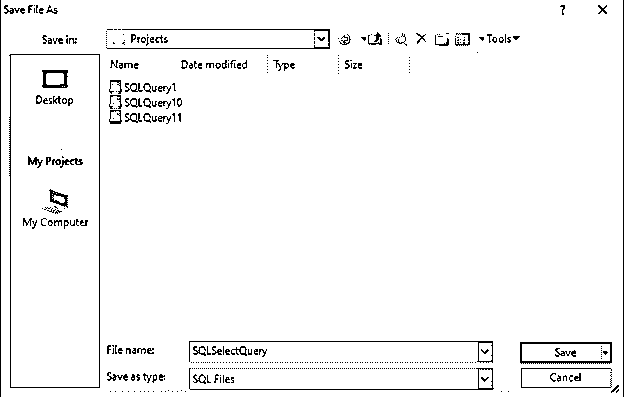 Save File As
?
Save in:
Projects
Tools
Name Date modified Type Size
SQLQuery1
SQLQuery10
SQLQuery11
Desktop
My Projects
My Computer
File name: SQLSelectQuery
Save
Save as type: SQL Files
Cancel